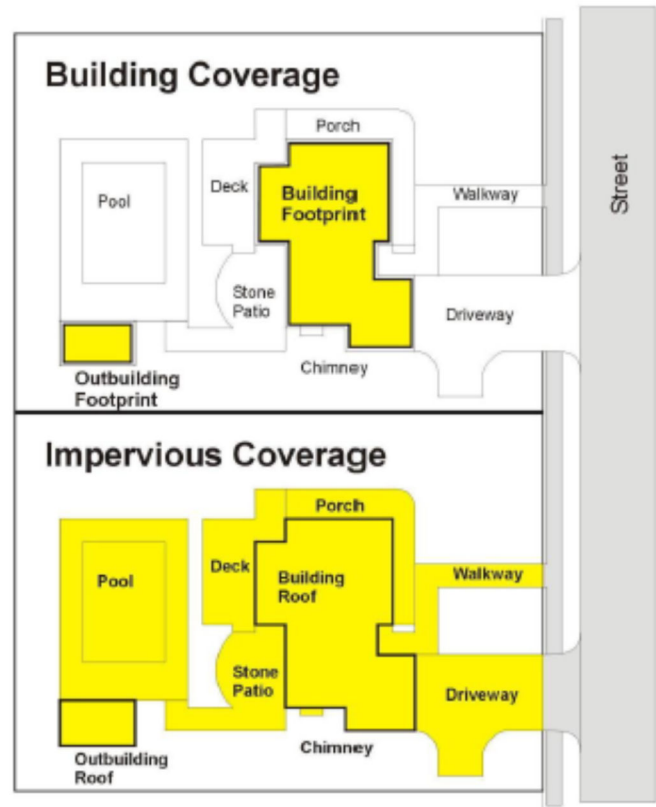 Building Coverage
Porch
Deck
Building
Footprint
Pool
Walkway
Street
Stone
Patio
Driveway
Chimney
Outbuilding
Footprint
Impervious Coverage
Porch
Deck
Building
Roof
Pool
Walkway
Stone
Patio
Driveway
Chimney
Outbuilding
Roof